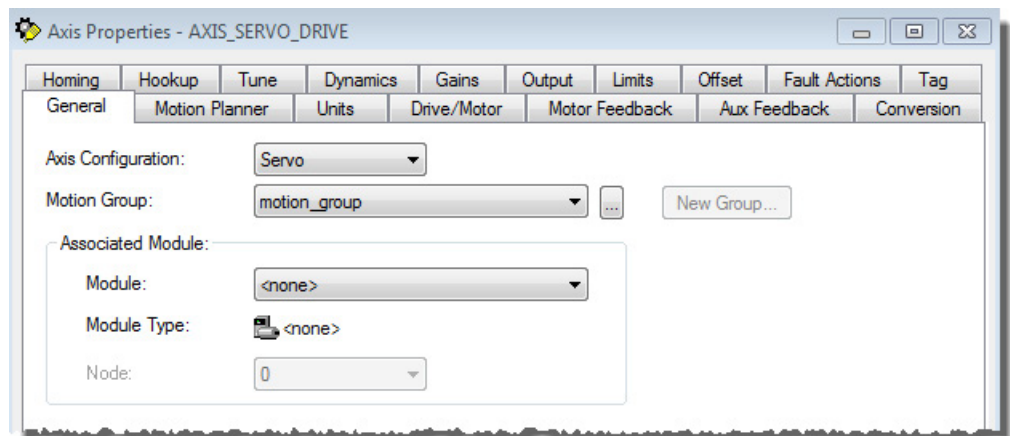 Axis Properties - AXIS_SERVO_DRIVE
Homing Hookup Tune Dynamics Gains Output Limits Offset Fault Actions Tag
General Motion Planner Units Drive/Motor Motor Feedback Aux Feedback Conversion
Axis Configuration: Servo
Motion Group: motion_group ... New Group...
Associated Module:
Module: <none>
Module Type: <none>
Node: 0